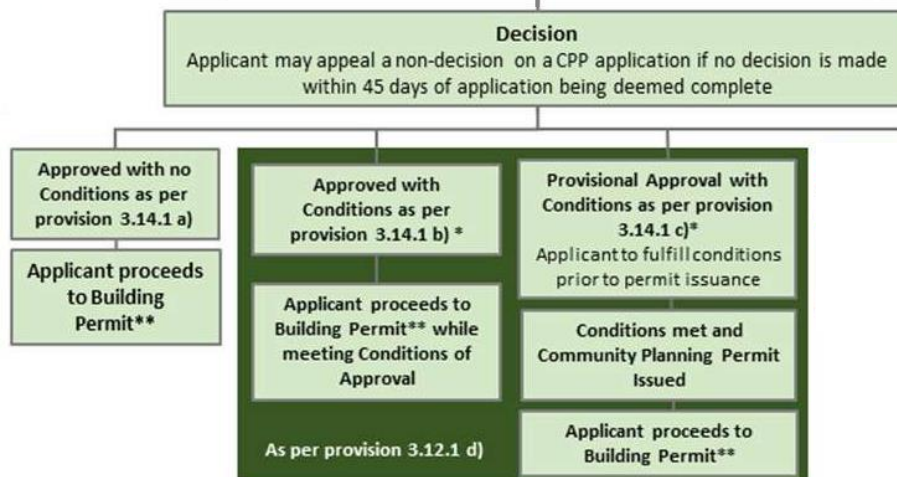 Decision
Applicant may appeal a non-decision on a CPP application if no decision is made
within 45 days of application being deemed complete
Approved with no
Conditions as per
provision 3.14.1 a)
Applicant proceeds
to Building
Permit**
Approved with
Conditions as per
provision 3.14.1 b) *
Applicant proceeds to
Building Permit** while
meeting Conditions of
Approval
As per provision 3.12.1 d)
Provisional Approval with
Conditions as per provision
3.14.1 c)*
Applicant to fulfill conditions
prior to permit issuance
Conditions met and
Community Planning Permit
Issued
Applicant proceeds to
Building Permit**